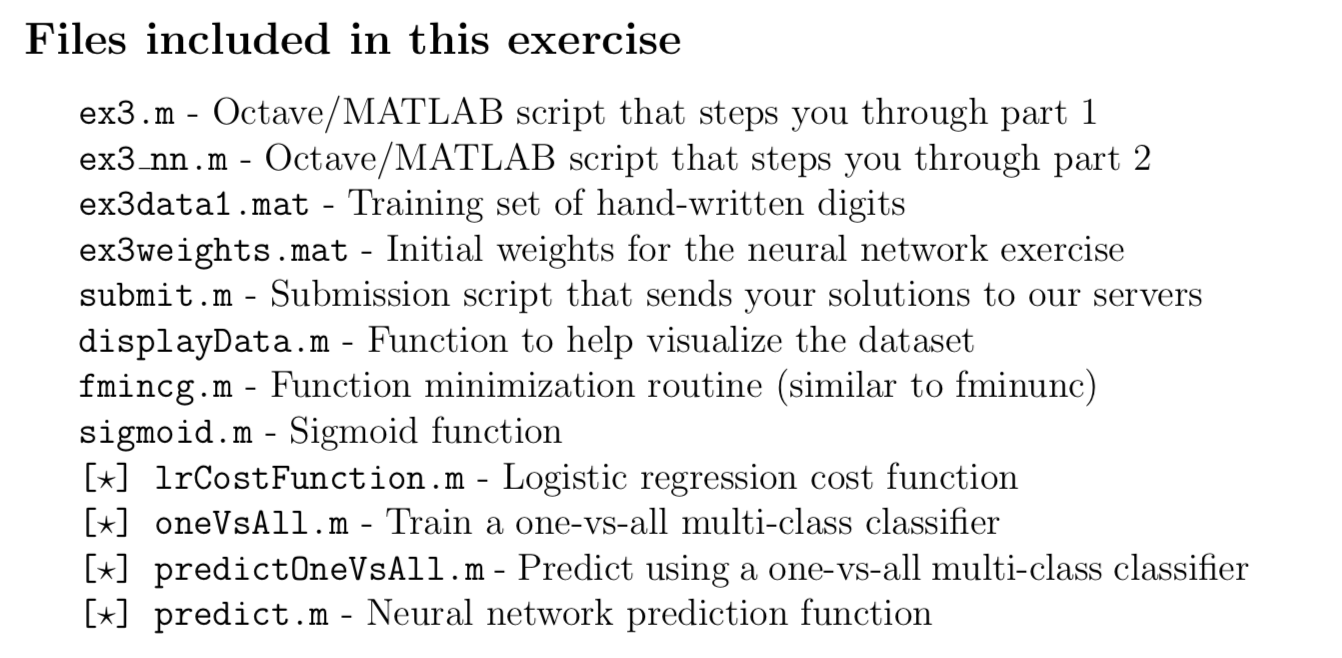 Files included in this exercise
ex3.m - Octave/MATLAB script that steps you through part 1
ex3_nn.m - Octave/MATLAB script that steps you through part 2
ex3data1.mat - Training set of hand-written digits
ex3weights.mat - Initial weights for the neural network exercise
submit.m - Submission script that sends your solutions to our servers
displayData.m - Function to help visualize the dataset
fmincg.m - Function minimization routine (similar to fminunc)
sigmoid.m - Sigmoid function
[⋆] lrCostFunction.m - Logistic regression cost function
[⋆] oneVsAll.m - Train a one-vs-all multi-class classifier
[⋆] predictOneVsAll.m - Predict using a one-vs-all multi-class classifier
[⋆] predict.m - Neural network prediction function